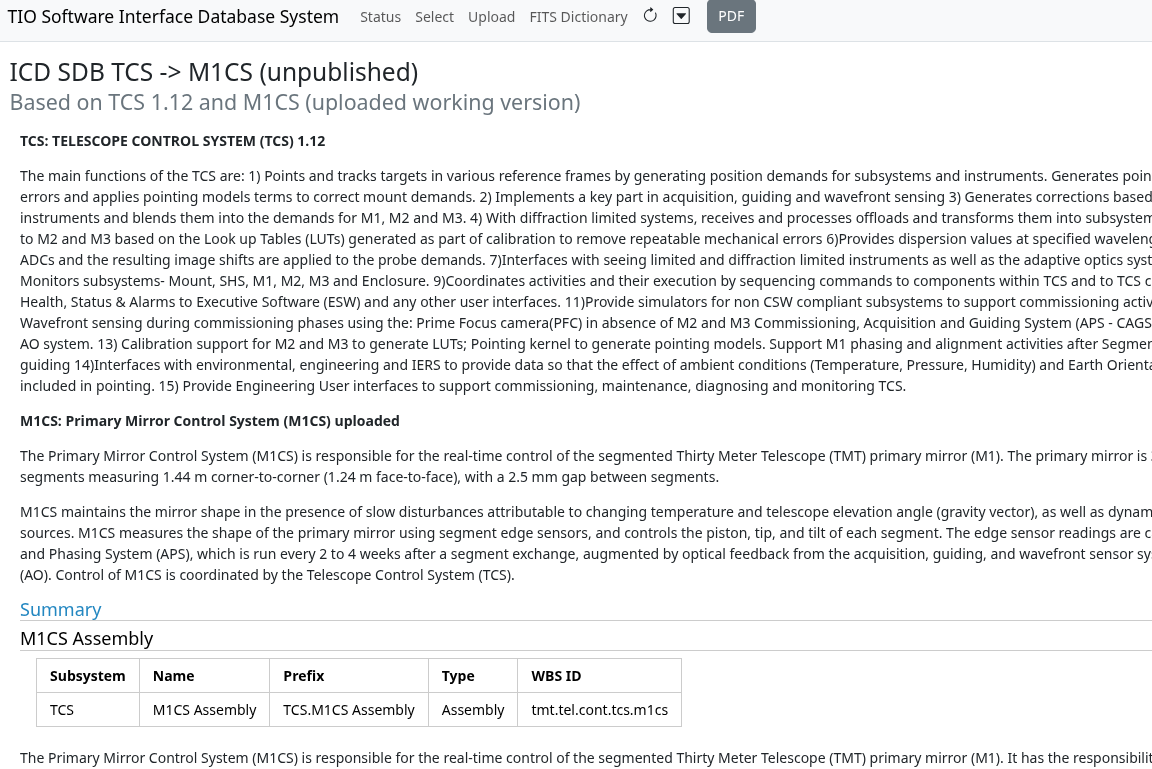 TIO Software Interface Database System Status Select Upload FITS Dictionary PDF
ICD SDB TCS -> M1CS (unpublished)
Based on TCS 1.12 and M1CS (uploaded working version)
TCS: TELESCOPE CONTROL SYSTEM (TCS) 1.12
The main functions of the TCS are: 1) Points and tracks targets in various reference frames by generating position demands for subsystems and instruments. Generates poin
errors and applies pointing models terms to correct mount demands. 2) Implements a key part in acquisition, guiding and wavefront sensing 3) Generates corrections based
instruments and blends them into the demands for M1, M2 and M3. 4) With diffraction limited systems, receives and processes offloads and transforms them into subsystem
to M2 and M3 based on the Look up Tables (LUTs) generated as part of calibration to remove repeatable mechanical errors 6)Provides dispersion values at specified waveleng
ADCs and the resulting image shifts are applied to the probe demands. 7)Interfaces with seeing limited and diffraction limited instruments as well as the adaptive optics syst
Monitors subsystems- Mount, SHS, M1, M2, M3 and Enclosure. 9)Coordinates activities and their execution by sequencing commands to components within TCS and to TCS c
Health, Status & Alarms to Executive Software (ESW) and any other user interfaces. 11)Provide simulators for non CSW compliant subsystems to support commissioning activ
Wavefront sensing during commissioning phases using the: Prime Focus camera(PFC) in absence of M2 and M3 Commissioning, Acquisition and Guiding System (APS - CAGS
AO system. 13) Calibration support for M2 and M3 to generate LUTs; Pointing kernel to generate pointing models. Support M1 phasing and alignment activities after Segmen
guiding 14)Interfaces with environmental, engineering and IERS to provide data so that the effect of ambient conditions (Temperature, Pressure, Humidity) and Earth Orienta
included in pointing. 15) Provide Engineering User interfaces to support commissioning, maintenance, diagnosing and monitoring TCS.
M1CS: Primary Mirror Control System (M1CS) uploaded
The Primary Mirror Control System (M1CS) is responsible for the real-time control of the segmented Thirty Meter Telescope (TMT) primary mirror (M1). The primary mirror is
segments measuring 1.44 m corner-to-corner (1.24 m face-to-face), with a 2.5 mm gap between segments.
M1CS maintains the mirror shape in the presence of slow disturbances attributable to changing temperature and telescope elevation angle (gravity vector), as well as dynam
sources. M1CS measures the shape of the primary mirror using segment edge sensors, and controls the piston, tip, and tilt of each segment. The edge sensor readings are c
and Phasing System (APS), which is run every 2 to 4 weeks after a segment exchange, augmented by optical feedback from the acquisition, guiding, and wavefront sensor sy
(AO). Control of M1CS is coordinated by the Telescope Control System (TCS).
Summary
M1CS Assembly
Subsystem Name Prefix Type WBS ID
TCS M1CS Assembly TCS.M1CS Assembly Assembly tmt.tel.cont.tcs.m1cs
The Primary Mirror Control System (M1CS) is responsible for the real-time control of the segmented Thirty Meter Telescope (TMT) primary mirror (M1). It has the responsibilit